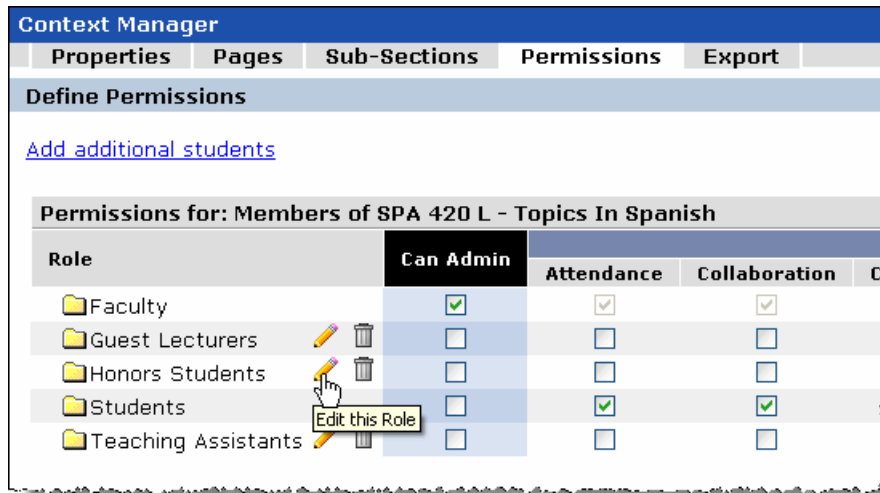 Context Manager
Properties Pages Sub-Sections Permissions Export
Define Permissions
Add additional students
Permissions for: Members of SPA 420 L - Topics In Spanish
Role Can Admin
Attendance Collaboration
Faculty
Guest Lecturers
Honors Students
Students
Edit this Role
Teaching Assistants